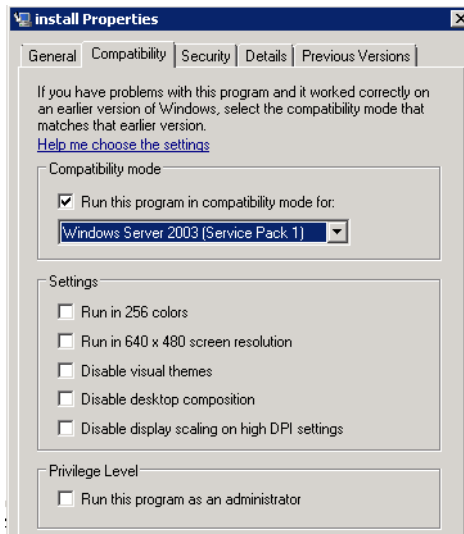 install Properties
General Compatibility Security Details Previous Versions
If you have problems with this program and it worked correctly on
an earlier version of Windows, select the compatibility mode that
matches that earlier version.
Help me choose the settings
Compatibility mode
Run this program in compatibility mode for:
Windows Server 2003 (Service Pack 1)
Settings
Run in 256 colors
Run in 640 x 480 screen resolution
Disable visual themes
Disable desktop composition
Disable display scaling on high DPI settings
Privilege Level
Run this program as an administrator